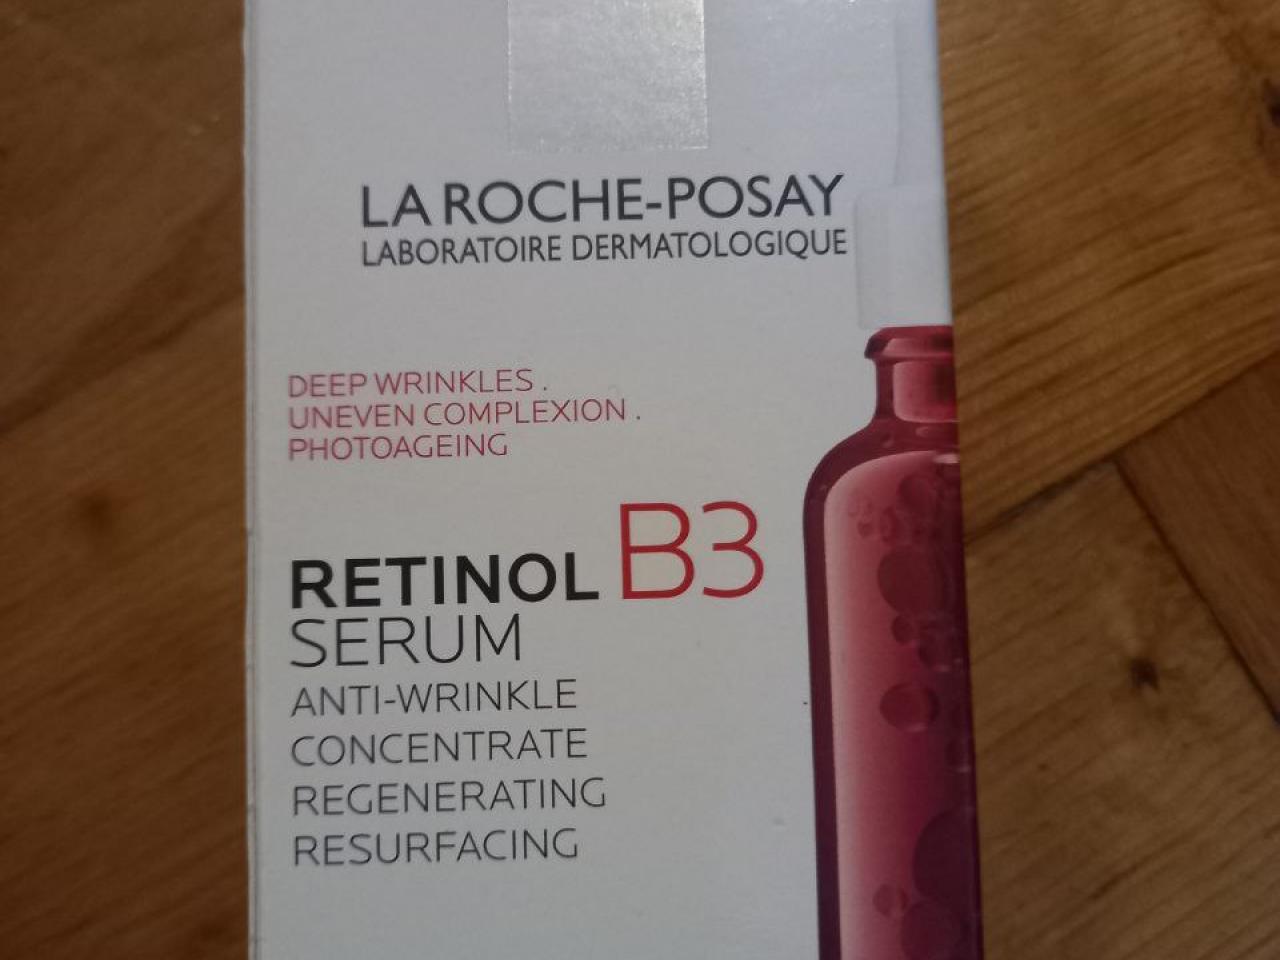 LA ROCHE-POSAY
LABORATOIRE DERMATOLOGIQUE
DEEP WRINKLES .
UNEVEN COMPLEXION .
PHOTOAGEING
RETINOL B3
SERUM
ANTI-WRINKLE
CONCENTRATE
REGENERATING
RESURFACING